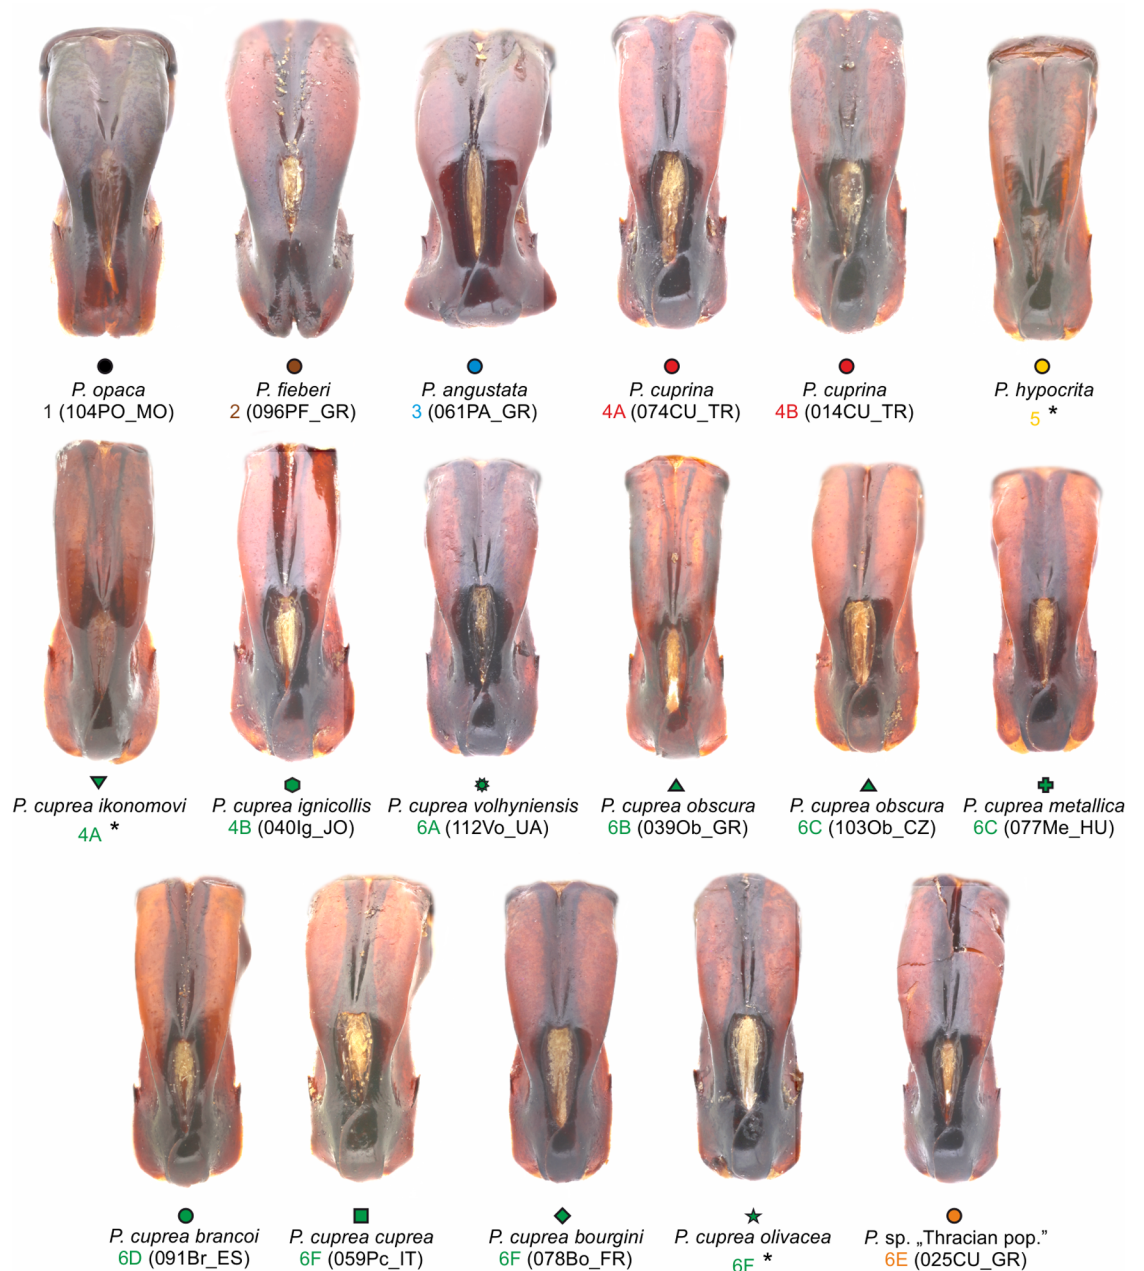 P. opaca
1 (104PO_MO)
P. fieberi
2 (096PF_GR)
P. angustata
3 (061PA_GR)
P. cuprina
4A (074CU_TR)
P. cuprina
4B (014CU_TR)
P. hypocrita
5 *
P. cuprea ikonomovi
4A *
P. cuprea ignicollis
4B (040Ig_JO)
P. cuprea volhyniensis
6A (112Vo_UA)
P. cuprea obscura
6B (039Ob_GR)
P. cuprea obscura
6C (103Ob_CZ)
P. cuprea metallica
6C (077Me_HU)
P. cuprea brancoi
6D (091Br_ES)
P. cuprea cuprea
6F (059Pc_IT)
P. cuprea bourgini
6F (078Bo_FR)
P. cuprea olivacea
6F *
P. sp. „Thracian pop.”
6E (025CU_GR)